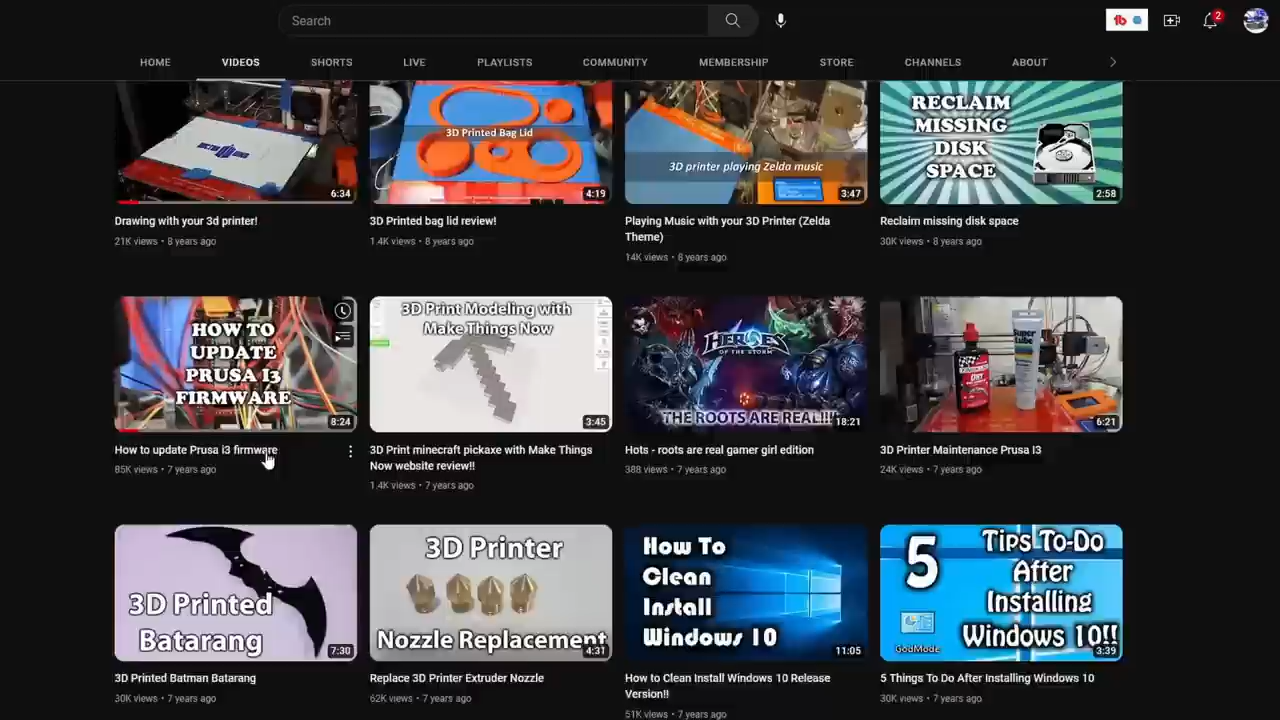 Search
tb
2
HOME VIDEOS SHORTS LIVE PLAYLISTS COMMUNITY MEMBERSHIP STORE CHANNELS ABOUT
6:34
3D Printed Bag Lid
4:19
3D printer playing Zelda music
3:47
RECLAIM
MISSING
DISK
SPACE
2:58
Drawing with your 3d printer!
21K views • 8 years ago
3D Printed bag lid review!
1.4K views • 8 years ago
Playing Music with your 3D Printer (Zelda
Theme)
14K views • 8 years ago
Reclaim missing disk space
30K views • 8 years ago
HOW TO
UPDATE
PRUSA I3
FIRMWARE
8:24
3D Print Modeling with
Make Things Now
3:45
HEROES
OF THE STORM
THE ROOTS ARE REAL!!!!
18:21
Super
Lube
DRY
6:21
How to update Prusa i3 firmware
85K views • 7 years ago
3D Print minecraft pickaxe with Make Things
Now website review!!
1.4K views • 7 years ago
Hots - roots are real gamer girl edition
388 views • 7 years ago
3D Printer Maintenance Prusa I3
24K views • 7 years ago
3D Printed
Batarang
7:30
3D Printer
Nozzle Replacement
4:31
How To
Clean
Install
Windows 10
11:05
5
Tips To-Do
After
Installing
Windows 10!!
GodMode
3:39
3D Printed Batman Batarang
30K views • 7 years ago
Replace 3D Printer Extruder Nozzle
62K views • 7 years ago
How to Clean Install Windows 10 Release
Version!!
51K views • 7 years ago
5 Things To Do After Installing Windows 10
30K views • 7 years ago